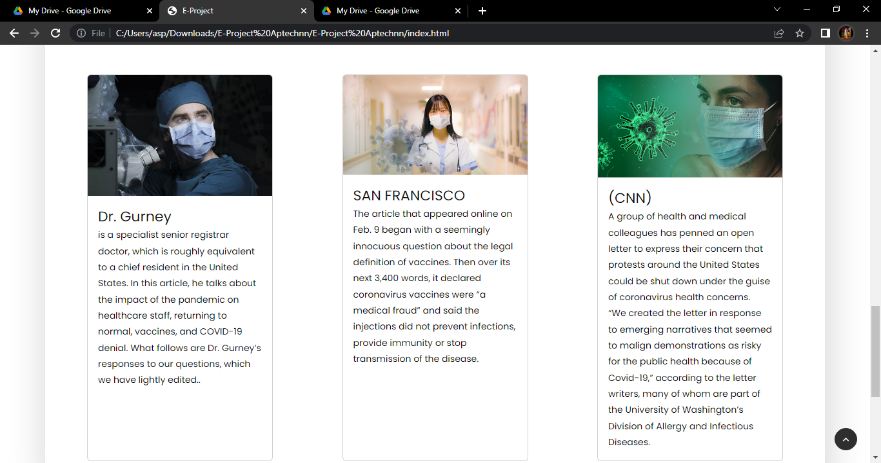 My Drive - Google Drive
E-Project
My Drive - Google Drive
File
C:/Users/asp/Downloads/E-Project%20Aptechnn/E-Project%20Aptechnn/index.html
Dr. Gurney
is a specialist senior registrar
doctor, which is roughly equivalent
to a chief resident in the United
States. In this article, he talks about
the impact of the pandemic on
healthcare staff, returning to
normal, vaccines, and COVID-19
denial. What follows are Dr. Gurney's
responses to our questions, which
we have lightly edited..
SAN FRANCISCO
The article that appeared online on
Feb. 9 began with a seemingly
innocuous question about the legal
definition of vaccines. Then over its
next 3,400 words, it declared
coronavirus vaccines were “a
medical fraud” and said the
injections did not prevent infections,
provide immunity or stop
transmission of the disease.
(CNN)
A group of health and medical
colleagues has penned an open
letter to express their concern that
protests around the United States
could be shut down under the guise
of coronavirus health concerns.
“We created the letter in response
to emerging narratives that seemed
to malign demonstrations as risky
for the public health because of
Covid-19,” according to the letter
writers, many of whom are part of
the University of Washington's
Division of Allergy and Infectious
Diseases.